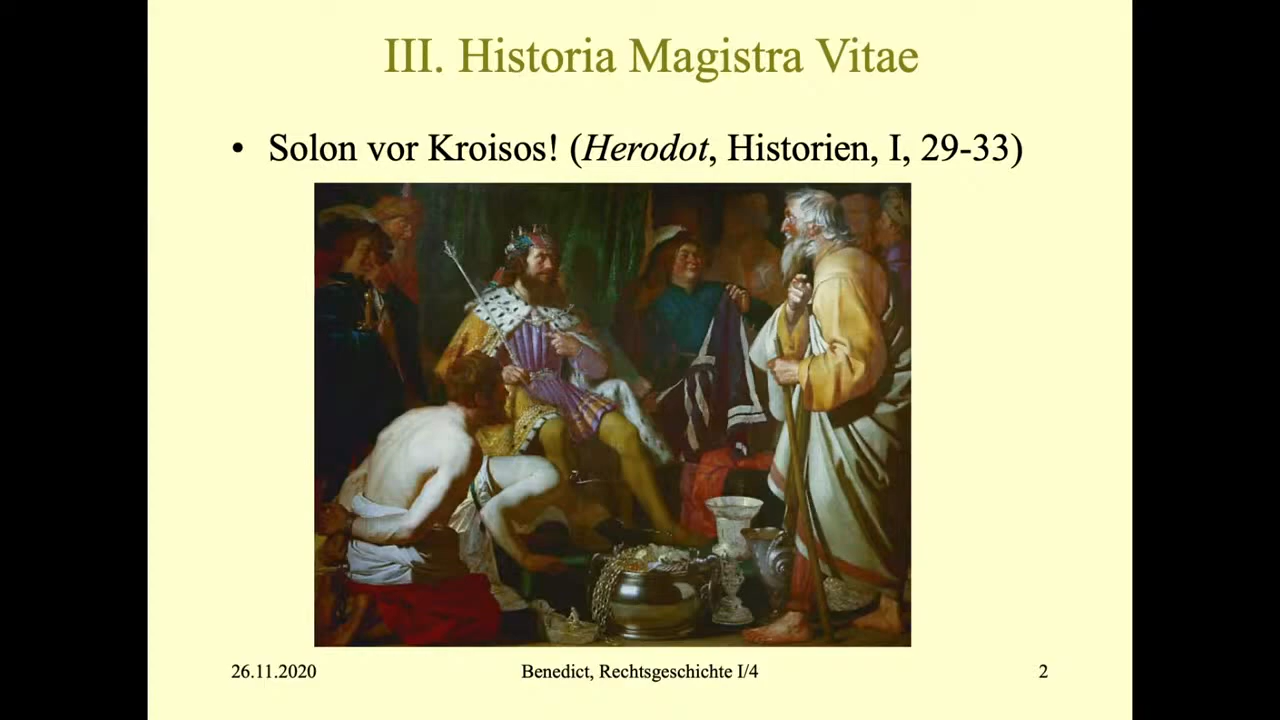 III. Historia Magistra Vitae
• Solon vor Kroisos! (Herodot, Historien, I, 29-33)
26.11.2020
Benedict, Rechtsgeschichte I/4
2